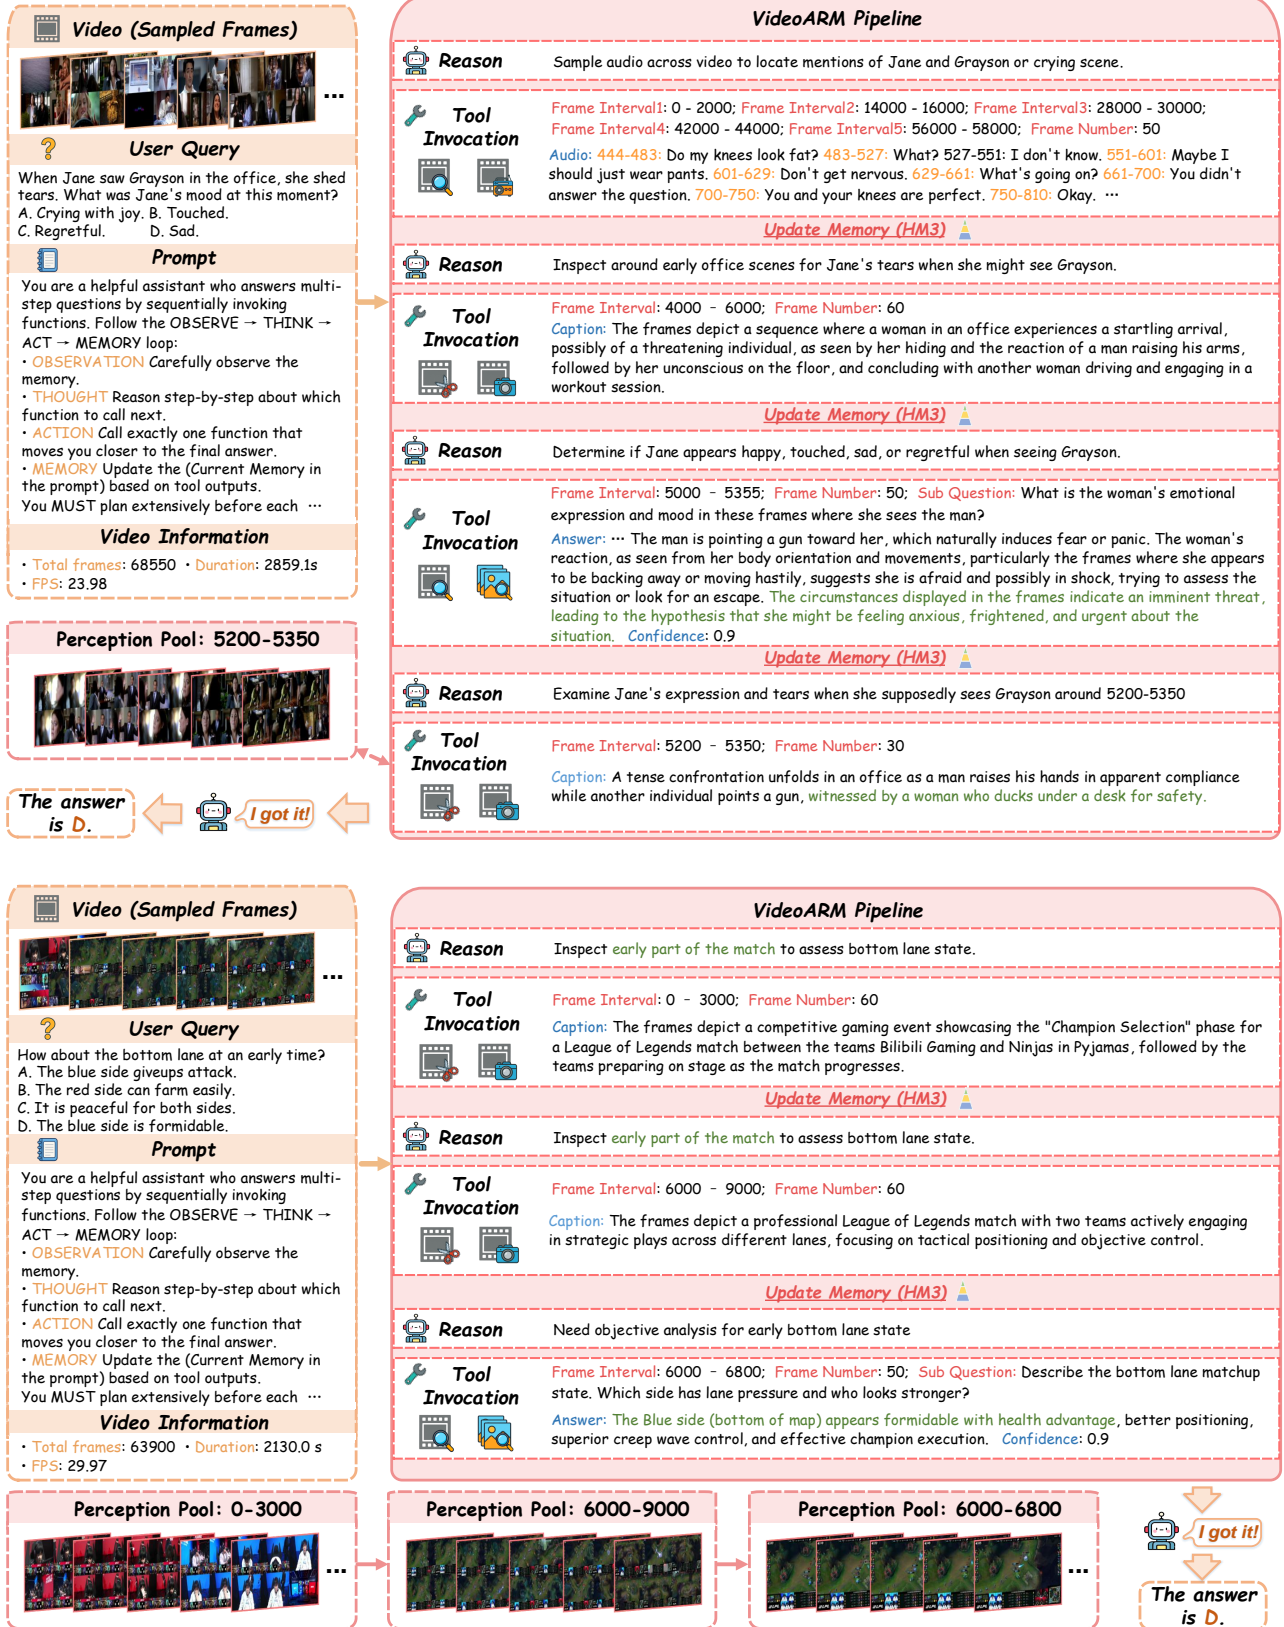 Video (Sampled Frames)
...
User Query
When Jane saw Grayson in the office, she shed
tears. What was Jane's mood at this moment?
A. Crying with joy. B. Touched.
C. Regretful. D. Sad.
Prompt
You are a helpful assistant who answers multi-
step questions by sequentially invoking
functions. Follow the OBSERVE → THINK →
ACT → MEMORY loop:
• OBSERVATION Carefully observe the
memory.
• THOUGHT Reason step-by-step about which
function to call next.
• ACTION Call exactly one function that
moves you closer to the final answer.
• MEMORY Update the (Current Memory in
the prompt) based on tool outputs.
You MUST plan extensively before each ...
Video Information
• Total frames: 68550 • Duration: 2859.1s
• FPS: 23.98
Perception Pool: 5200-5350
The answer
is D.
I got it!
VideoARM Pipeline
Reason
Sample audio across video to locate mentions of Jane and Grayson or crying scene.
Tool
Invocation
Frame Interval1: 0 - 2000; Frame Interval2: 14000 - 16000; Frame Interval3: 28000 - 30000;
Frame Interval4: 42000 - 44000; Frame Interval5: 56000 - 58000; Frame Number: 50
Audio: 444-483: Do my knees look fat? 483-527: What? 527-551: I don't know. 551-601: Maybe I
should just wear pants. 601-629: Don't get nervous. 629-661: What's going on? 661-700: You didn't
answer the question. 700-750: You and your knees are perfect. 750-810: Okay. ...
Update Memory (HM3)
Reason
Inspect around early office scenes for Jane's tears when she might see Grayson.
Tool
Invocation
Frame Interval: 4000 - 6000; Frame Number: 60
Caption: The frames depict a sequence where a woman in an office experiences a startling arrival,
possibly of a threatening individual, as seen by her hiding and the reaction of a man raising his arms,
followed by her unconscious on the floor, and concluding with another woman driving and engaging in a
workout session.
Update Memory (HM3)
Reason
Determine if Jane appears happy, touched, sad, or regretful when seeing Grayson.
Tool
Invocation
Frame Interval: 5000 - 5355; Frame Number: 50; Sub Question: What is the woman's emotional
expression and mood in these frames where she sees the man?
Answer: ... The man is pointing a gun toward her, which naturally induces fear or panic. The woman's
reaction, as seen from her body orientation and movements, particularly the frames where she appears
to be backing away or moving hastily, suggests she is afraid and possibly in shock, trying to assess the
situation or look for an escape. The circumstances displayed in the frames indicate an imminent threat,
leading to the hypothesis that she might be feeling anxious, frightened, and urgent about the
situation. Confidence: 0.9
Update Memory (HM3)
Reason
Examine Jane's expression and tears when she supposedly sees Grayson around 5200-5350
Tool
Invocation
Frame Interval: 5200 - 5350; Frame Number: 30
Caption: A tense confrontation unfolds in an office as a man raises his hands in apparent compliance
while another individual points a gun, witnessed by a woman who ducks under a desk for safety.
Video (Sampled Frames)
...
User Query
How about the bottom lane at an early time?
A. The blue side giveups attack.
B. The red side can farm easily.
C. It is peaceful for both sides.
D. The blue side is formidable.
Prompt
You are a helpful assistant who answers multi-
step questions by sequentially invoking
functions. Follow the OBSERVE → THINK →
ACT → MEMORY loop:
• OBSERVATION Carefully observe the
memory.
• THOUGHT Reason step-by-step about which
function to call next.
• ACTION Call exactly one function that
moves you closer to the final answer.
• MEMORY Update the (Current Memory in
the prompt) based on tool outputs.
You MUST plan extensively before each ...
Video Information
• Total frames: 63900 • Duration: 2130.0 s
• FPS: 29.97
VideoARM Pipeline
Reason
Inspect early part of the match to assess bottom lane state.
Tool
Invocation
Frame Interval: 0 - 3000; Frame Number: 60
Caption: The frames depict a competitive gaming event showcasing the "Champion Selection" phase for
a League of Legends match between the teams Bilibili Gaming and Ninjas in Pyjamas, followed by the
teams preparing on stage as the match progresses.
Update Memory (HM3)
Reason
Inspect early part of the match to assess bottom lane state.
Tool
Invocation
Frame Interval: 6000 - 9000; Frame Number: 60
Caption: The frames depict a professional League of Legends match with two teams actively engaging
in strategic plays across different lanes, focusing on tactical positioning and objective control.
Update Memory (HM3)
Reason
Need objective analysis for early bottom lane state
Tool
Invocation
Frame Interval: 6000 - 6800; Frame Number: 50; Sub Question: Describe the bottom lane matchup
state. Which side has lane pressure and who looks stronger?
Answer: The Blue side (bottom of map) appears formidable with health advantage, better positioning,
superior creep wave control, and effective champion execution. Confidence: 0.9
Perception Pool: 0-3000
...
Perception Pool: 6000-9000
Perception Pool: 6000-6800
...
I got it!
The answer
is D.